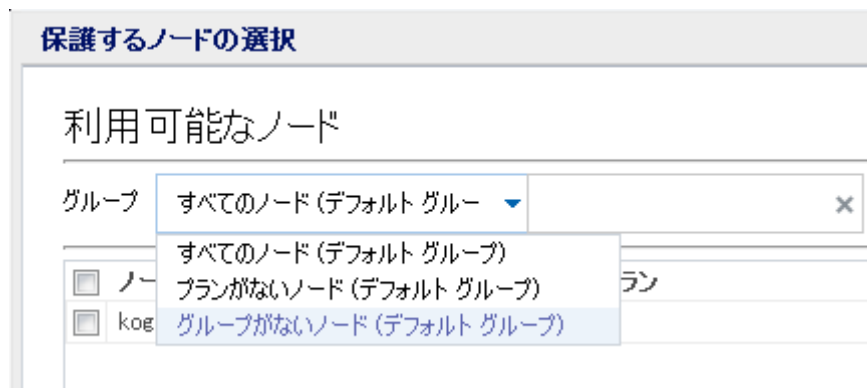 保護するノードの選択
利用可能なノード
グループ すべてのノード (デフォルト グルー
すべてのノード (デフォルト グループ)
プランがないノード (デフォルト グループ)
グループがないノード (デフォルト グループ)
ノー ラン
kog